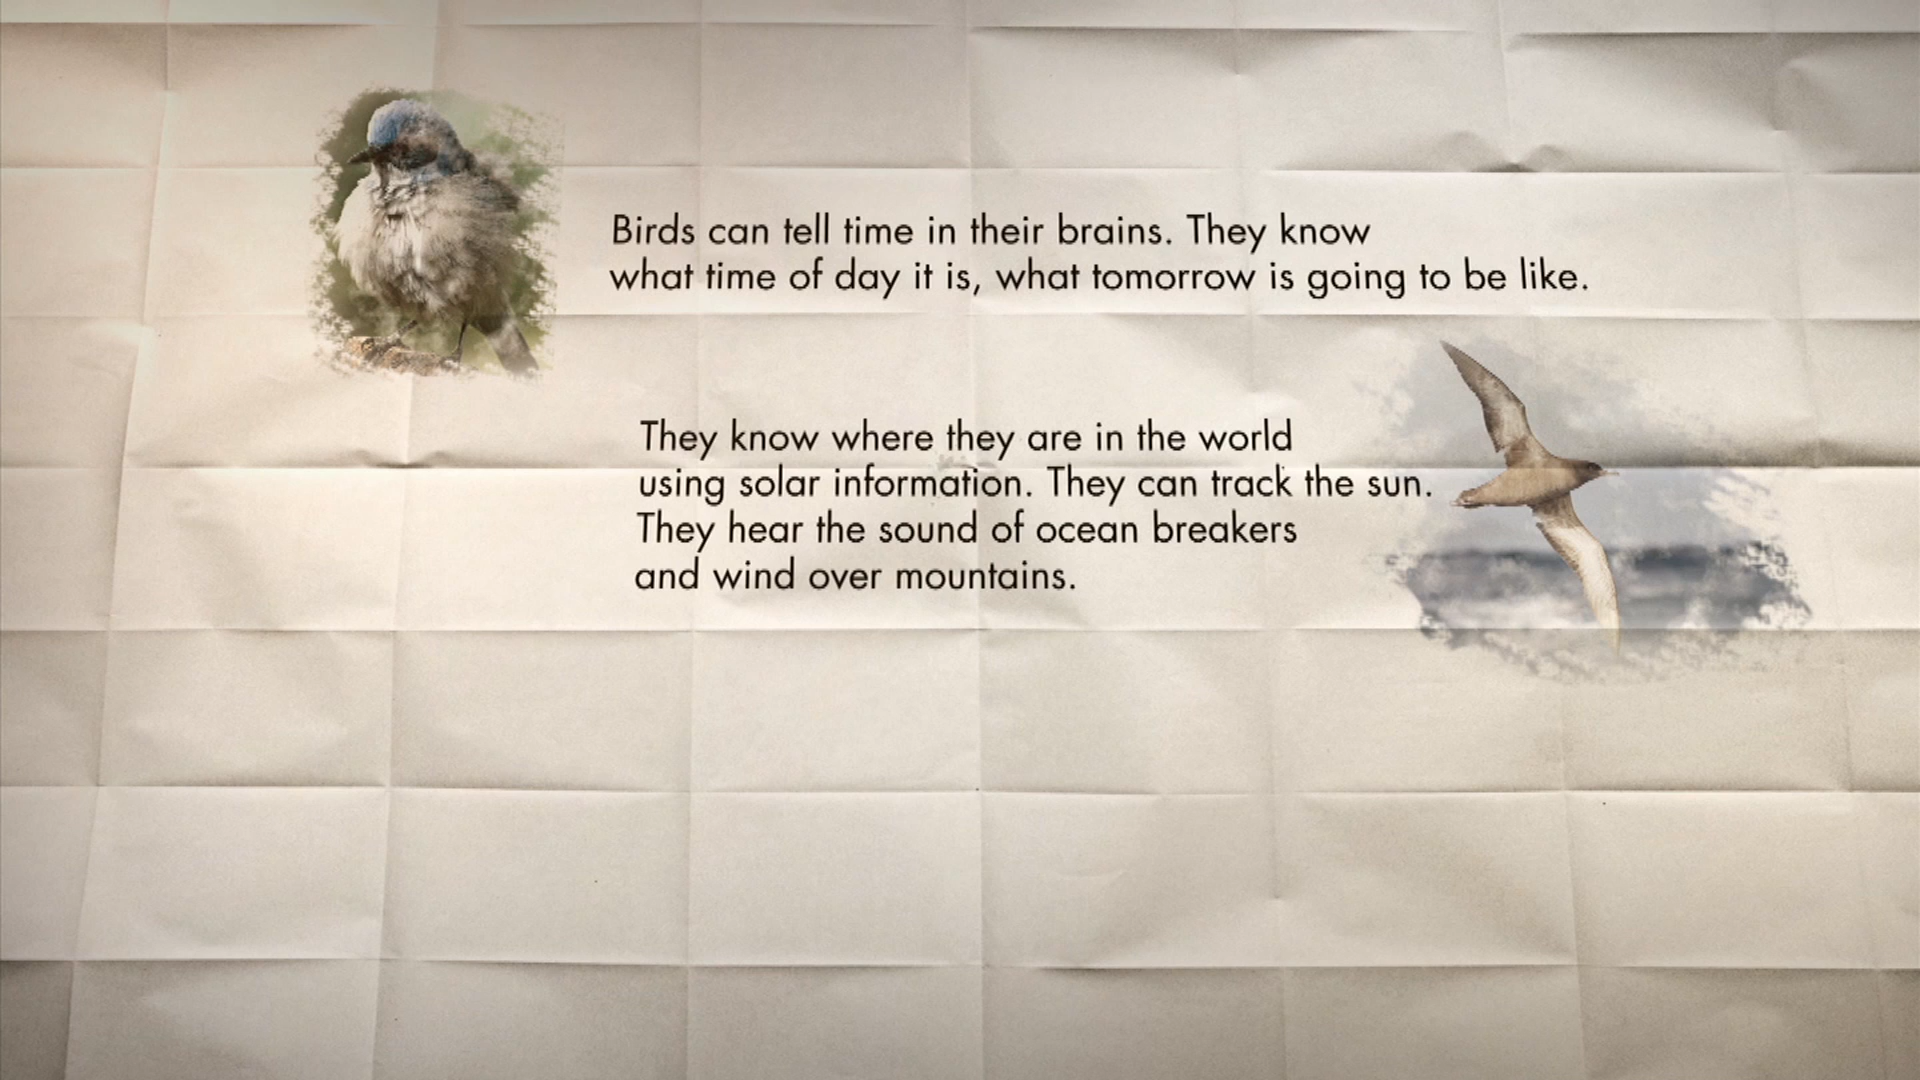 Birds can tell time in their brains. They know
what time of day it is, what tomorrow is going to be like.
They know where they are in the world
using solar information. They can track the sun.
They hear the sound of ocean breakers
and wind over mountains.